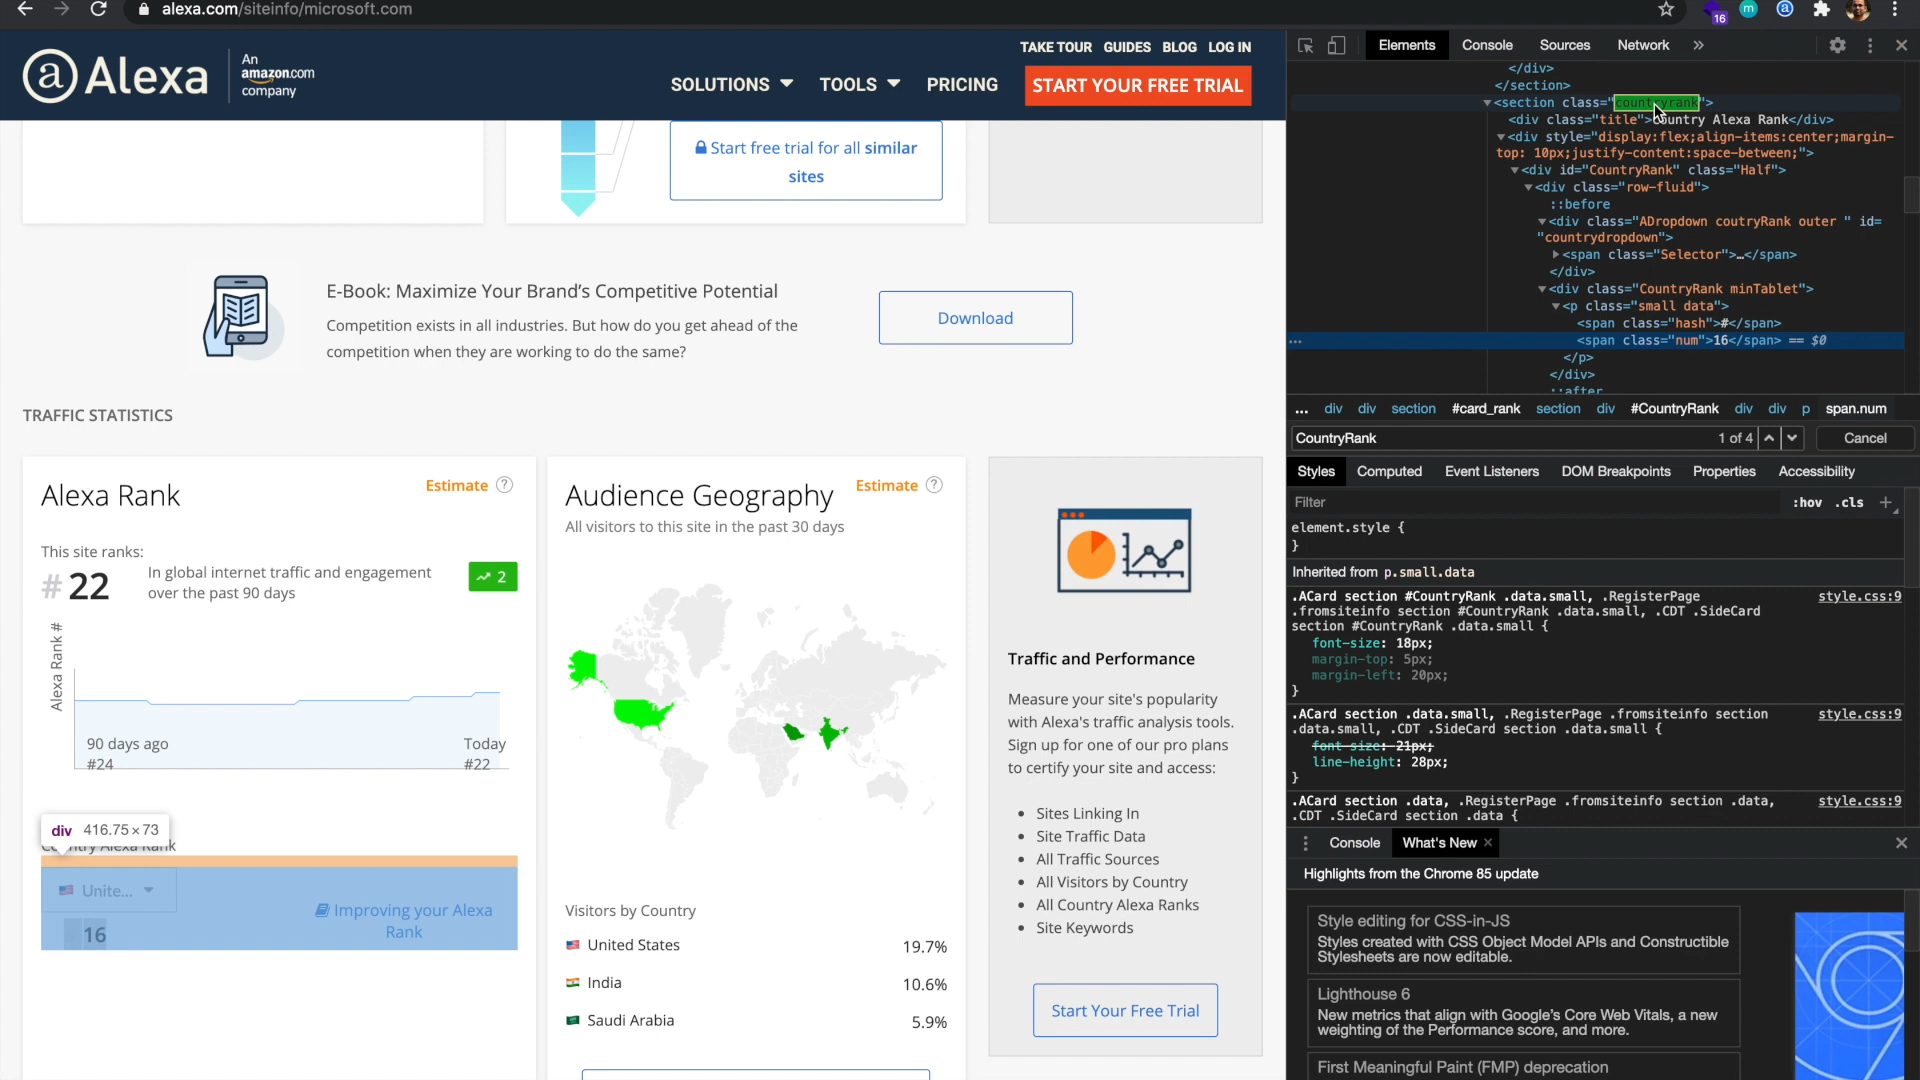 alexa.com/siteinfo/microsoft.com
16
Alexa
An
amazon.com
company
TAKE TOUR GUIDES BLOG LOG IN
SOLUTIONS TOOLS PRICING START YOUR FREE TRIAL
Start free trial for all similar
sites
E-Book: Maximize Your Brand’s Competitive Potential
Competition exists in all industries. But how do you get ahead of the
competition when they are working to do the same?
Download
TRAFFIC STATISTICS
Alexa Rank
Estimate ?
This site ranks:
#22
In global internet traffic and engagement
over the past 90 days
2
Alexa Rank #
90 days ago
#24
Today
#22
div 416.75 × 73
Country Alexa Rank
Unite...
16
Improving your Alexa
Rank
Audience Geography
Estimate ?
All visitors to this site in the past 30 days
Visitors by Country
United States 19.7%
India 10.6%
Saudi Arabia 5.9%
Traffic and Performance
Measure your site's popularity
with Alexa's traffic analysis tools.
Sign up for one of our pro plans
to certify your site and access:
• Sites Linking In
• Site Traffic Data
• All Traffic Sources
• All Visitors by Country
• All Country Alexa Ranks
• Site Keywords
Start Your Free Trial
Elements Console Sources Network »
</div>
</section>
<section class="countryrank">
<div class="title">Country Alexa Rank</div>
<div style="display:flex;align-items:center;margin-
top: 10px;justify-content:space-between;">
<div id="CountryRank" class="Half">
<div class="row-fluid">
::before
<div class="ADropdown coutryRank outer " id=
"countrydropdown">
<span class="Selector">…</span>
</div>
<div class="CountryRank minTablet">
<p class="small data">
<span class="hash">#</span>
<span class="num">16</span> == $0
</p>
</div>
::after
... div div section #card_rank section div #CountryRank div div p span.num
CountryRank 1 of 4 Cancel
Styles Computed Event Listeners DOM Breakpoints Properties Accessibility
Filter :hov .cls +
element.style {
}
Inherited from p.small.data
.ACard section #CountryRank .data.small, .RegisterPage style.css:9
.fromsiteinfo section #CountryRank .data.small, .CDT .SideCard
section #CountryRank .data.small {
font-size: 18px;
margin-top: 5px;
margin-left: 20px;
}
.ACard section .data.small, .RegisterPage .fromsiteinfo section style.css:9
.data.small, .CDT .SideCard section .data.small {
font-size: 21px;
line-height: 28px;
}
.ACard section .data, .RegisterPage .fromsiteinfo section .data, style.css:9
.CDT .SideCard section .data {
Console What's New
Highlights from the Chrome 85 update
Style editing for CSS-in-JS
Styles created with CSS Object Model APIs and Constructible
Stylesheets are now editable.
Lighthouse 6
New metrics that align with Google's Core Web Vitals, a new
weighting of the Performance score, and more.
First Meaningful Paint (FMP) deprecation